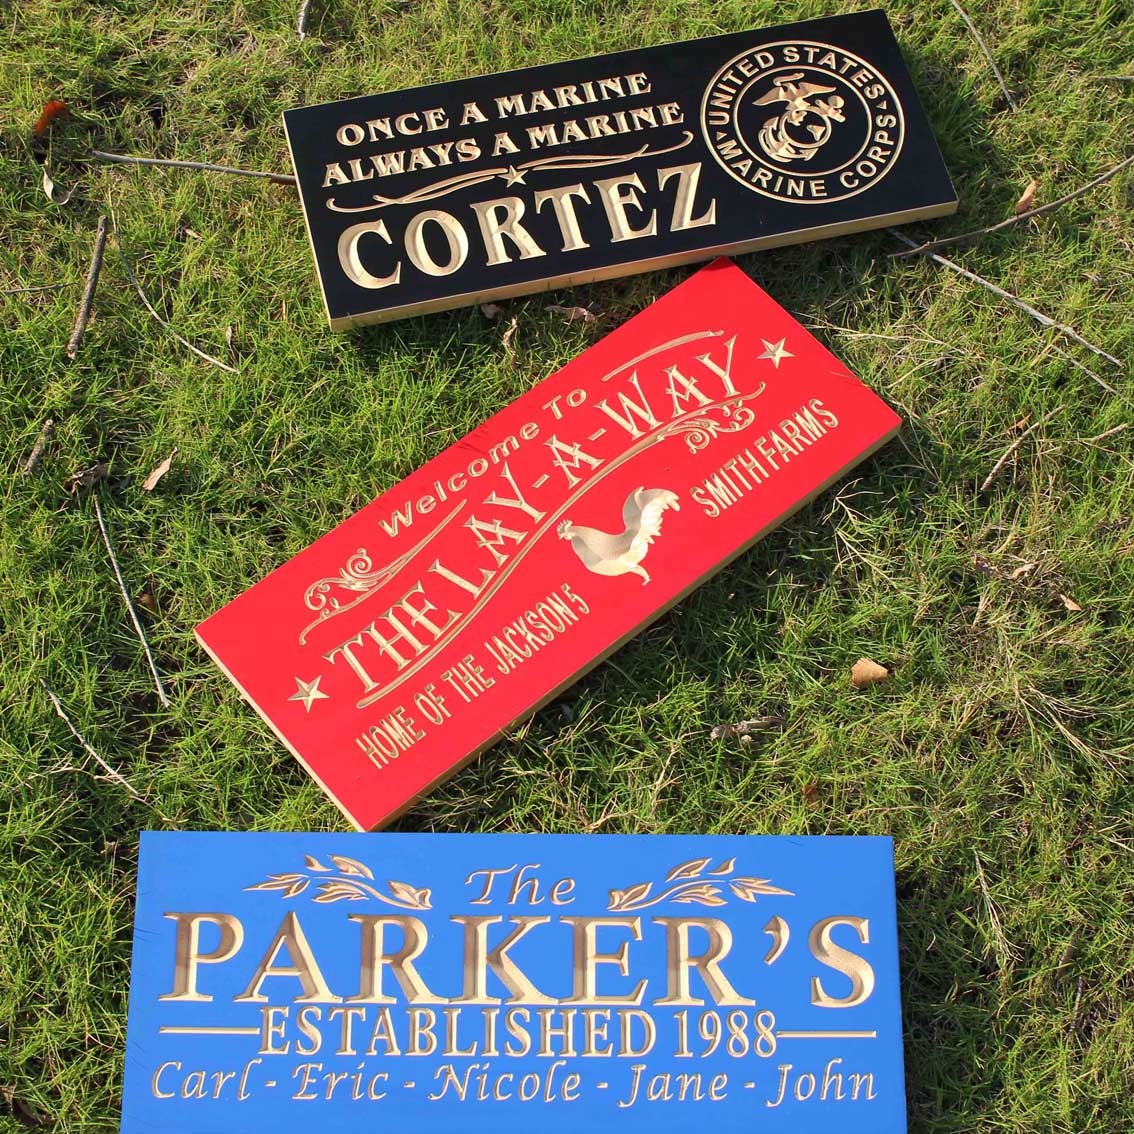 ONCE A MARINE
ALWAYS A MARINE
CORTEZ
UNITED STATES
MARINE CORPS
Welcome To
THE LAY-A-WAY
SMITH FARMS
HOME OF THE JACKSON 5
The
PARKER'S
ESTABLISHED 1988
Carl - Eric - Nicole - Jane - John